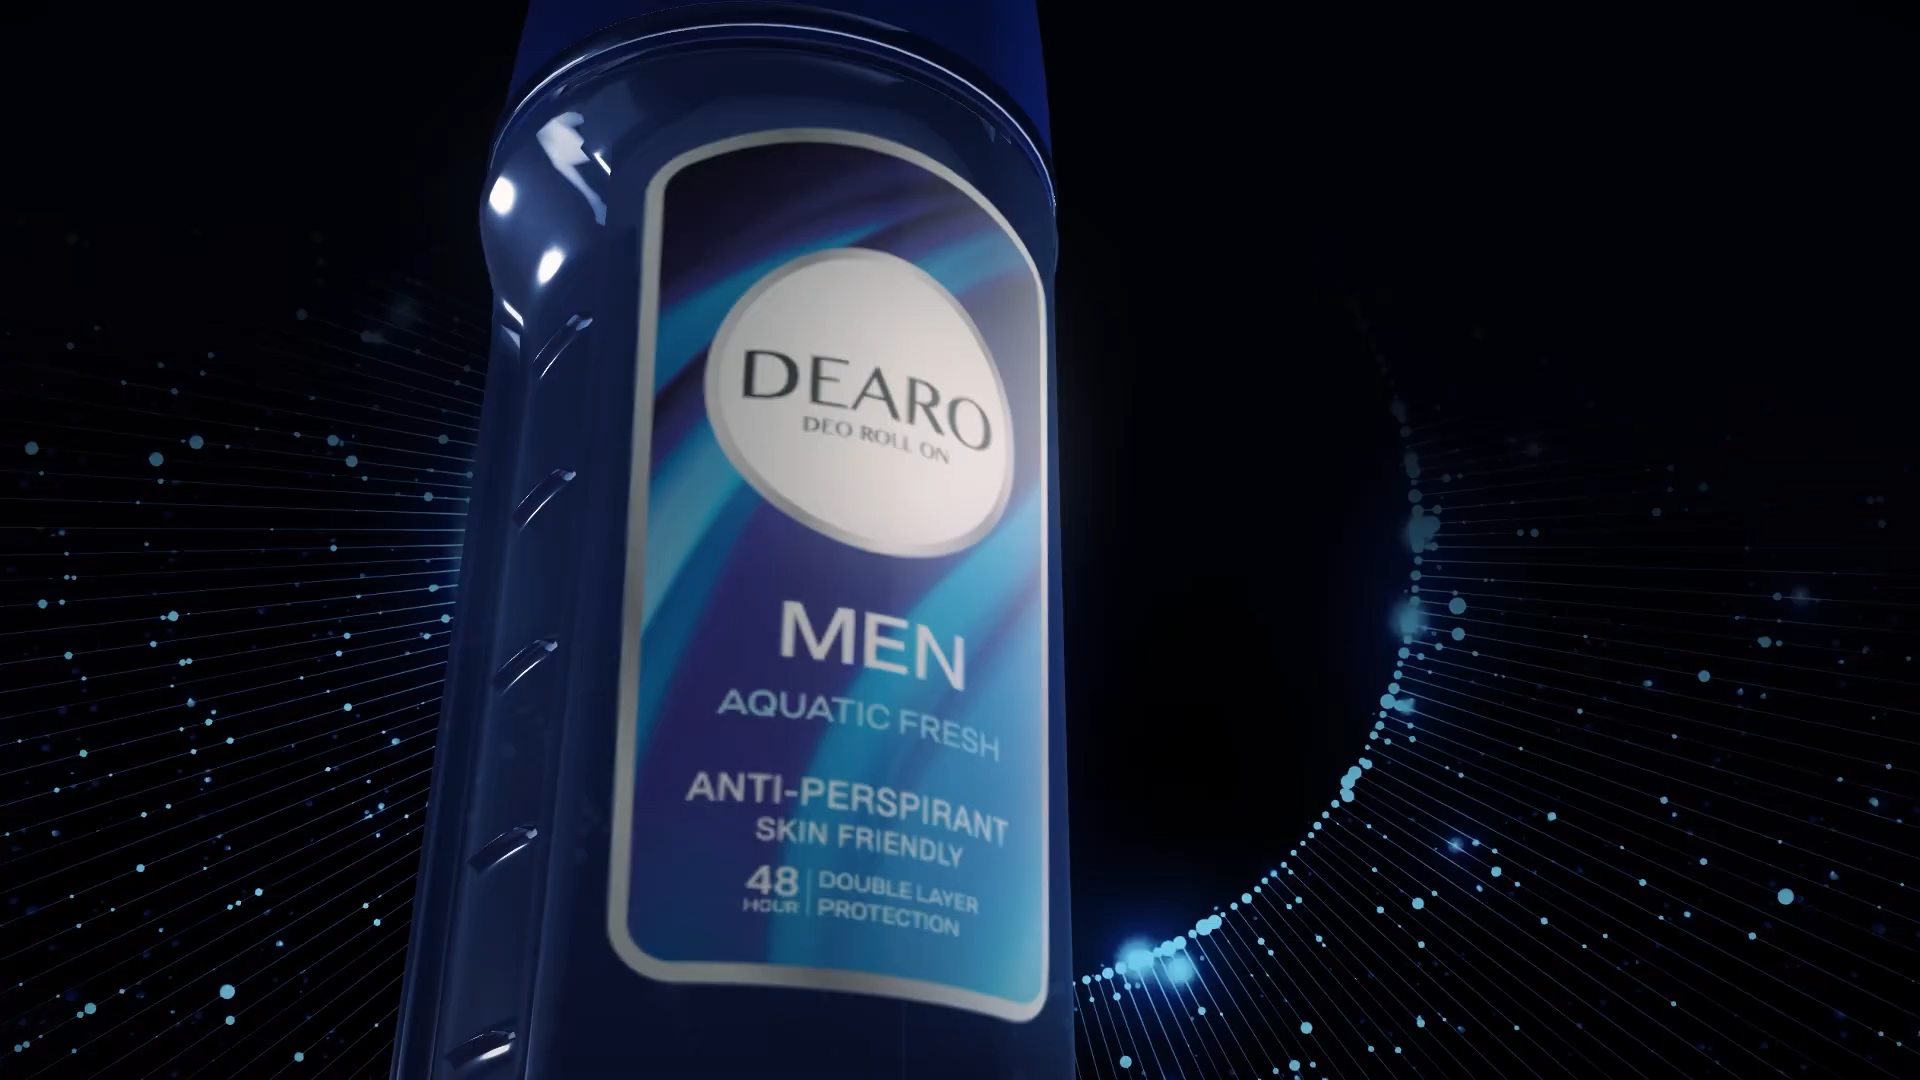 DEARO
DEO ROLL ON
MEN
AQUATIC FRESH
ANTI-PERSPIRANT
SKIN FRIENDLY
48 HOUR
DOUBLE LAYER
PROTECTION